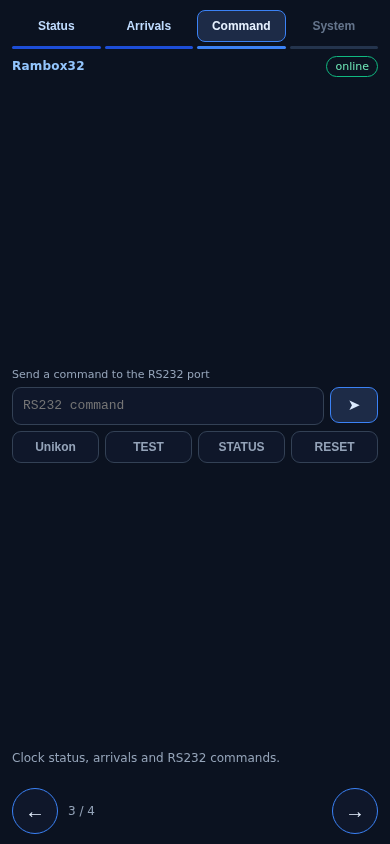 Status Arrivals Command System
Rambox32 online
Send a command to the RS232 port
RS232 command ➤
Unikon TEST STATUS RESET
Clock status, arrivals and RS232 commands.
← 3 / 4 →